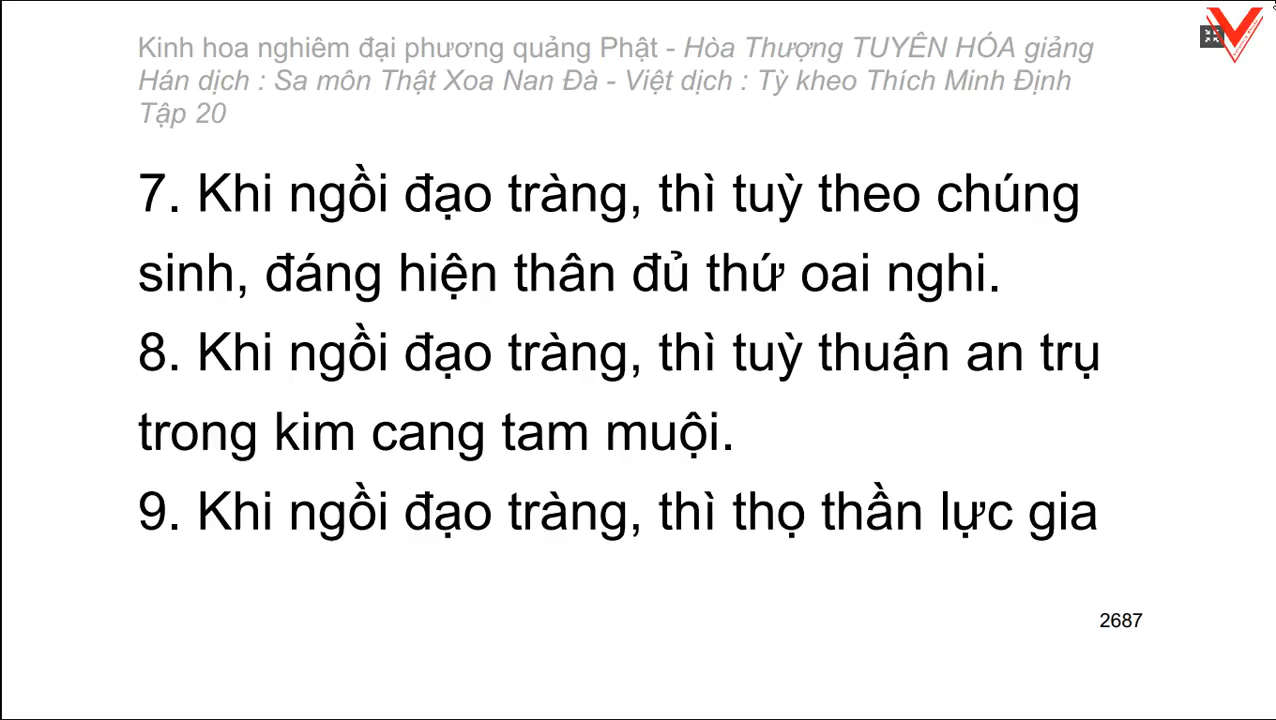 Kinh hoa nghiêm đại phương quảng Phật - Hòa Thượng TUYÊN HÓA giảng
Hán dịch : Sa môn Thật Xoa Nan Đà - Việt dịch : Tỳ kheo Thích Minh Định
Tập 20
7. Khi ngồi đạo tràng, thì tuỳ theo chúng
sinh, đáng hiện thân đủ thứ oai nghi.
8. Khi ngồi đạo tràng, thì tuỳ thuận an trụ
trong kim cang tam muội.
9. Khi ngồi đạo tràng, thì thọ thần lực gia
2687